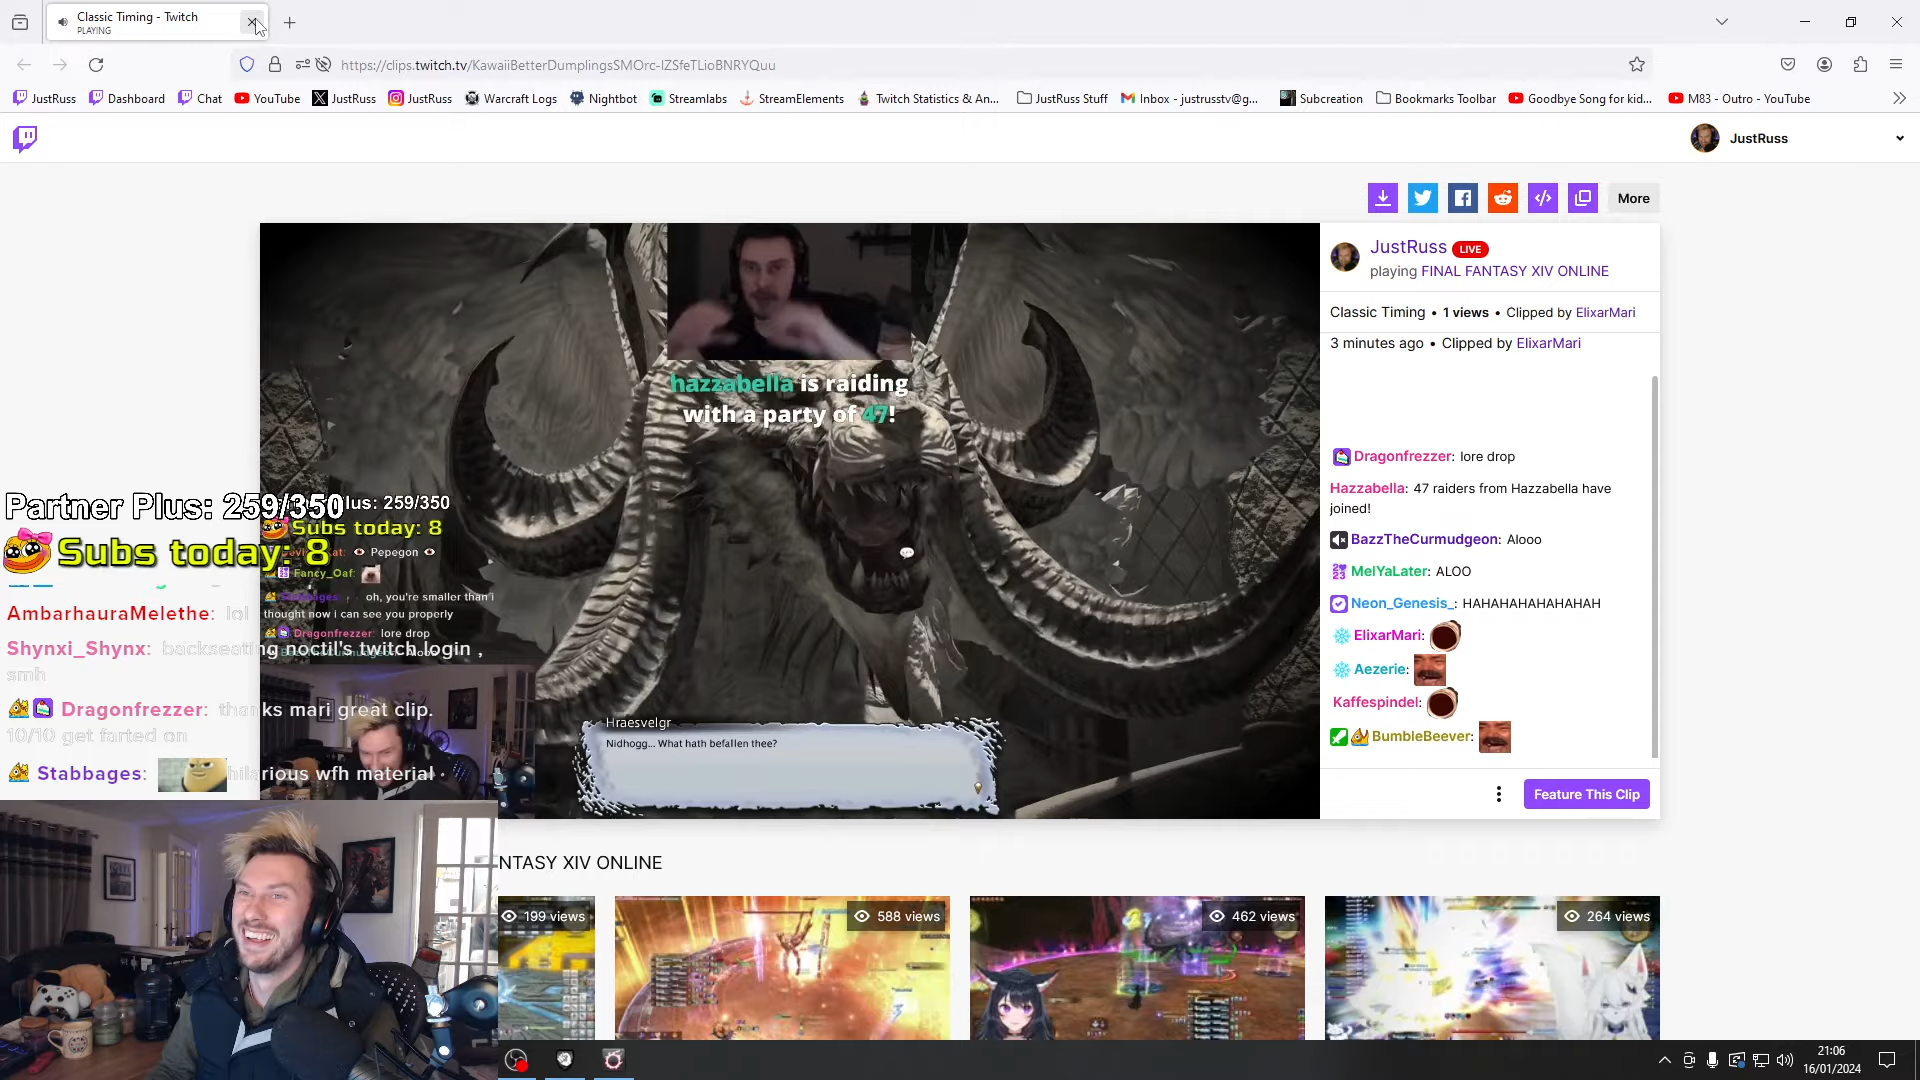 Classic Timing - Twitch
PLAYING
https://clips.twitch.tv/KawaiiBetterDumplingsSMOrc-IZSfeTLioBNRYQuu
JustRuss
Dashboard
Chat
YouTube
JustRuss
JustRuss
Warcraft Logs
Nightbot
Streamlabs
StreamElements
Twitch Statistics & An...
JustRuss Stuff
Inbox - justrusstv@g...
Subcreation
Bookmarks Toolbar
Goodbye Song for kid...
M83 - Outro - YouTube
JustRuss
More
JustRuss LIVE
playing FINAL FANTASY XIV ONLINE
Classic Timing • 1 views • Clipped by ElixarMari
3 minutes ago • Clipped by ElixarMari
Dragonfrezzer: lore drop
Hazzabella: 47 raiders from Hazzabella have
joined!
BazzTheCurmudgeon: Alooo
MelYaLater: ALOO
Neon_Genesis_: HAHAHAHAHAHAHAH
ElixarMari:
Aezerie:
Kaffespindel:
BumbleBeever:
Feature This Clip
hazzabella is raiding
with a party of 47!
Partner Plus: 259/350
lus: 259/350
Subs today: 8
Subs today: 8
Pepegon
Fancy_Oaf:
oh, you're smaller than i
thought now i can see you properly
Dragonfrezzer: lore drop
AmbarhauraMelethe: lol
Shynxi_Shynx: backseating noctil's twitch login ,
smh
Dragonfrezzer: thanks mari great clip.
10/10 get farted on
Stabbages: hilarious wfh material
Hraesvelgr
Nidhogg... What hath befallen thee?
NTASY XIV ONLINE
199 views
588 views
462 views
264 views
21:06
16/01/2024